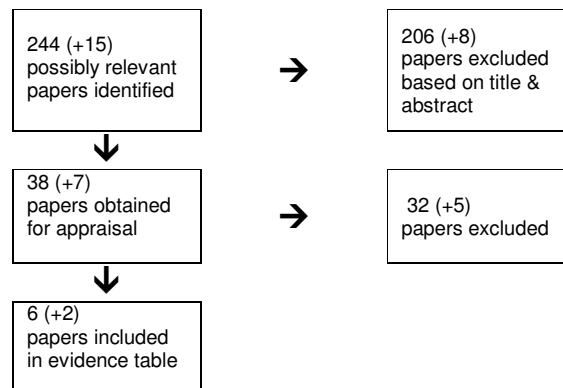 244 (+15)
possibly relevant
papers identified
206 (+8)
papers excluded
based on title &
abstract
38 (+7)
papers obtained
for appraisal
32 (+5)
papers excluded
6 (+2)
papers included
in evidence table